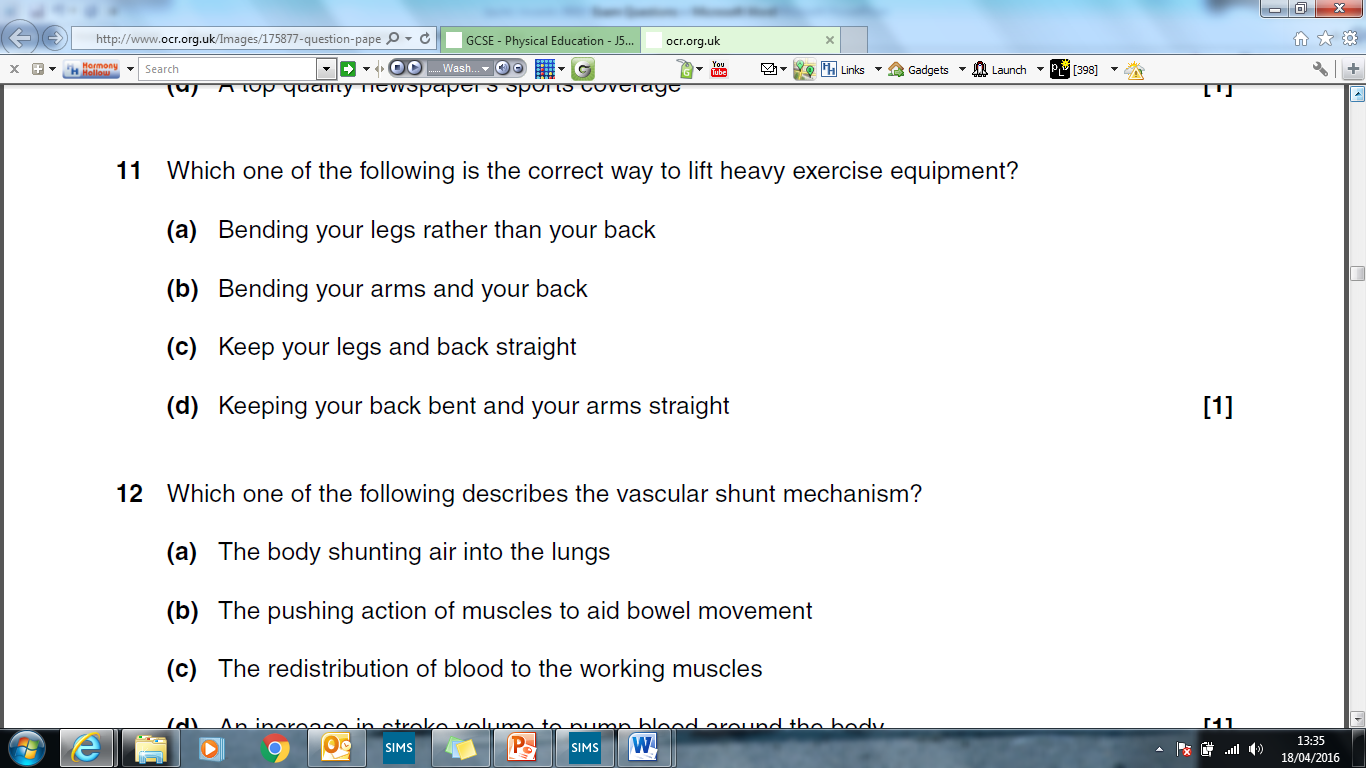 http://www.ocr.org.uk/Images/175877-question-pape
GCSE - Physical Education - J5...
ocr.org.uk
Harmony Hollow
Search
..... Wash...
You Tube
Links
Gadgets
Launch
[398]
(d) A top quality newspaper's sports coverage [1]
11 Which one of the following is the correct way to lift heavy exercise equipment?
(a) Bending your legs rather than your back
(b) Bending your arms and your back
(c) Keep your legs and back straight
(d) Keeping your back bent and your arms straight [1]
12 Which one of the following describes the vascular shunt mechanism?
(a) The body shunting air into the lungs
(b) The pushing action of muscles to aid bowel movement
(c) The redistribution of blood to the working muscles
(d) An increase in stroke volume to pump blood around the body [1]
SIMS
SIMS
13:35
18/04/2016